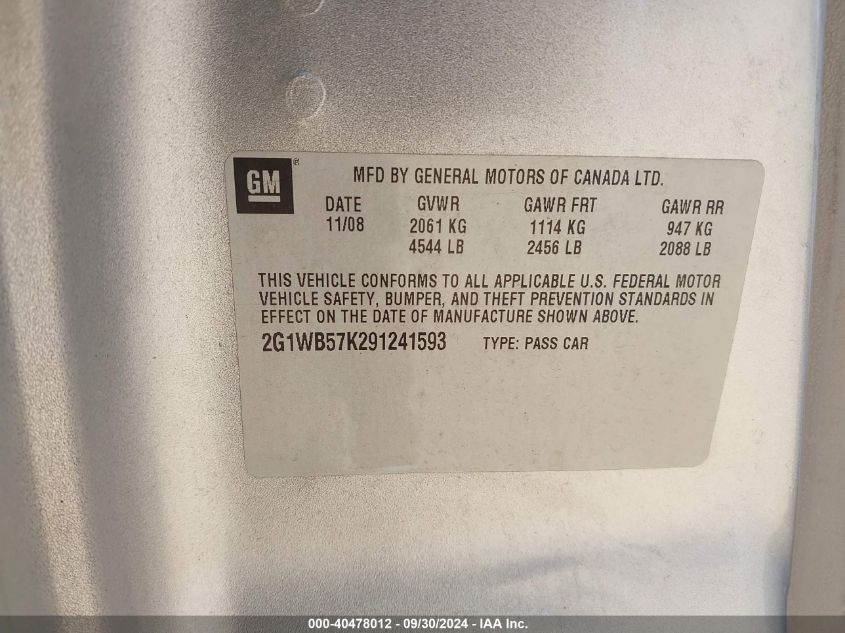 GM®
MFD BY GENERAL MOTORS OF CANADA LTD.
DATE GVWR GAWR FRT GAWR RR
11/08 2061 KG 1114 KG 947 KG
4544 LB 2456 LB 2088 LB
THIS VEHICLE CONFORMS TO ALL APPLICABLE U.S. FEDERAL MOTOR
VEHICLE SAFETY, BUMPER, AND THEFT PREVENTION STANDARDS IN
EFFECT ON THE DATE OF MANUFACTURE SHOWN ABOVE.
2G1WB57K291241593 TYPE: PASS CAR
000-40478012 - 09/30/2024 - IAA Inc.